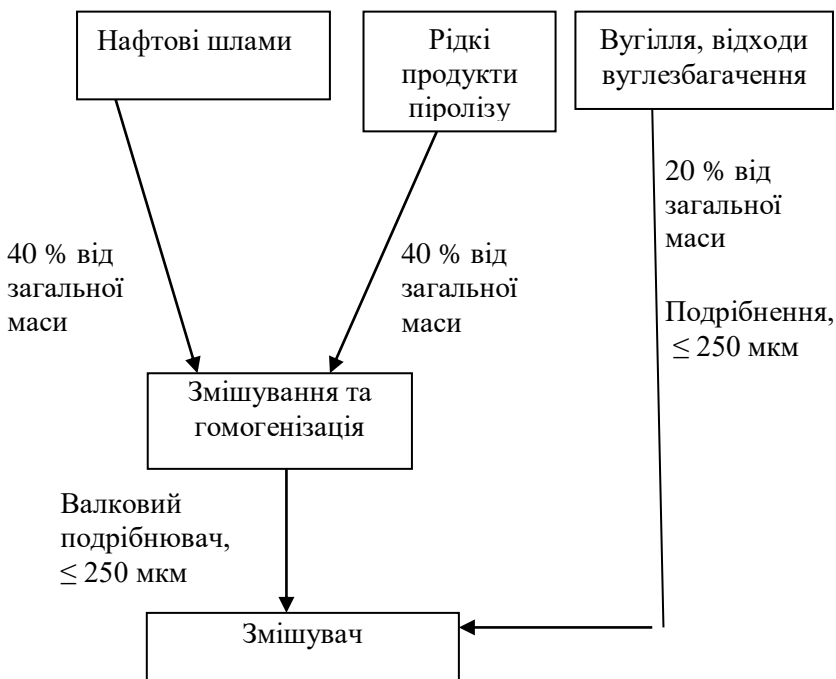 Нафтові шлами
Рідкі
продукти
піролізу
Вугілля, відходи
вуглезбагачення
40 % від
загальної
маси
40 % від
загальної
маси
20 % від
загальної
маси
Подрібнення,
≤ 250 мкм
Змішування та
гомогенізація
Валковий
подрібнювач,
≤ 250 мкм
Змішувач